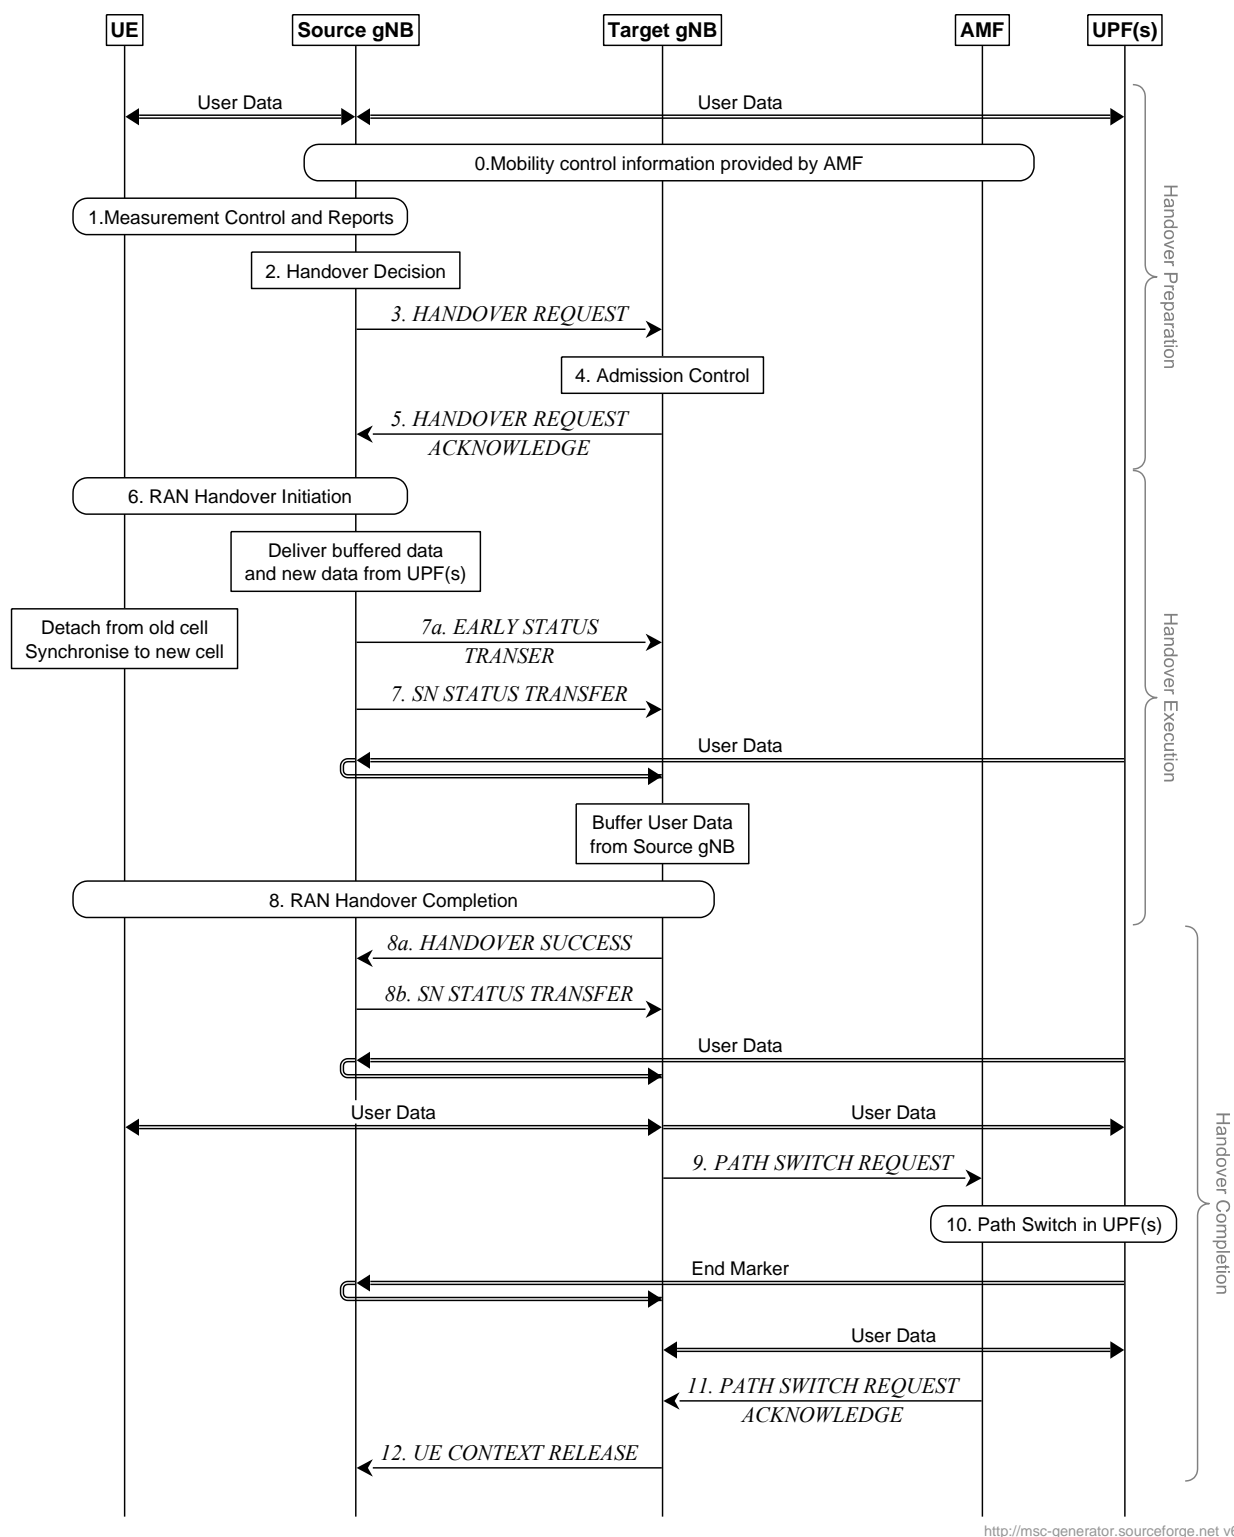 UE
Source gNB
Target gNB
AMF
UPF(s)
User Data
User Data
0.Mobility control information provided by AMF
1.Measurement Control and Reports
2. Handover Decision
3. HANDOVER REQUEST
4. Admission Control
5. HANDOVER REQUEST
ACKNOWLEDGE
Handover Preparation
6. RAN Handover Initiation
Deliver buffered data
and new data from UPF(s)
Detach from old cell
Synchronise to new cell
7a. EARLY STATUS
TRANSER
7. SN STATUS TRANSFER
User Data
Buffer User Data
from Source gNB
8. RAN Handover Completion
Handover Execution
8a. HANDOVER SUCCESS
8b. SN STATUS TRANSFER
User Data
User Data
User Data
9. PATH SWITCH REQUEST
10. Path Switch in UPF(s)
End Marker
User Data
11. PATH SWITCH REQUEST
ACKNOWLEDGE
12. UE CONTEXT RELEASE
Handover Completion
http://msc-generator.sourceforge.net v6